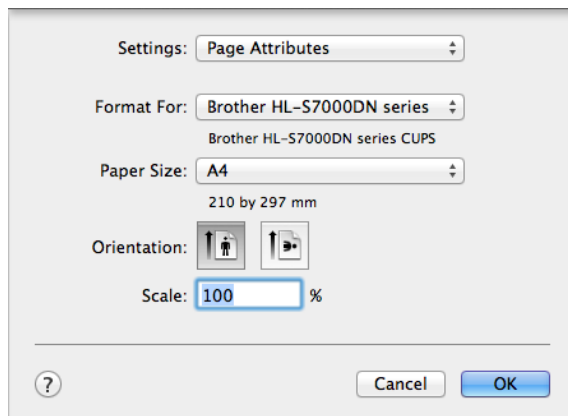 Settings: Page Attributes
Format For: Brother HL-S7000DN series
Brother HL-S7000DN series CUPS
Paper Size: A4
210 by 297 mm
Orientation:
Scale: 100 %
? Cancel OK